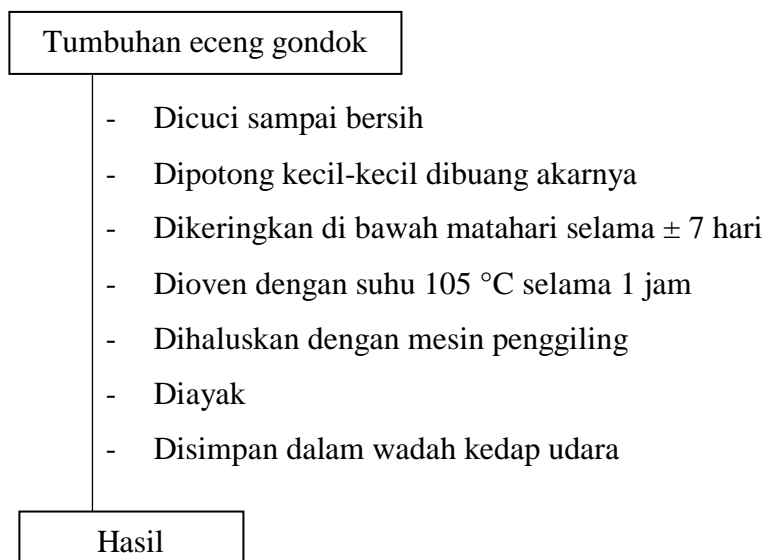 Tumbuhan eceng gondok
- Dicuci sampai bersih
- Dipotong kecil-kecil dibuang akarnya
- Dikeringkan di bawah matahari selama ± 7 hari
- Dioven dengan suhu 105 °C selama 1 jam
- Dihaluskan dengan mesin penggiling
- Diayak
- Disimpan dalam wadah kedap udara
Hasil